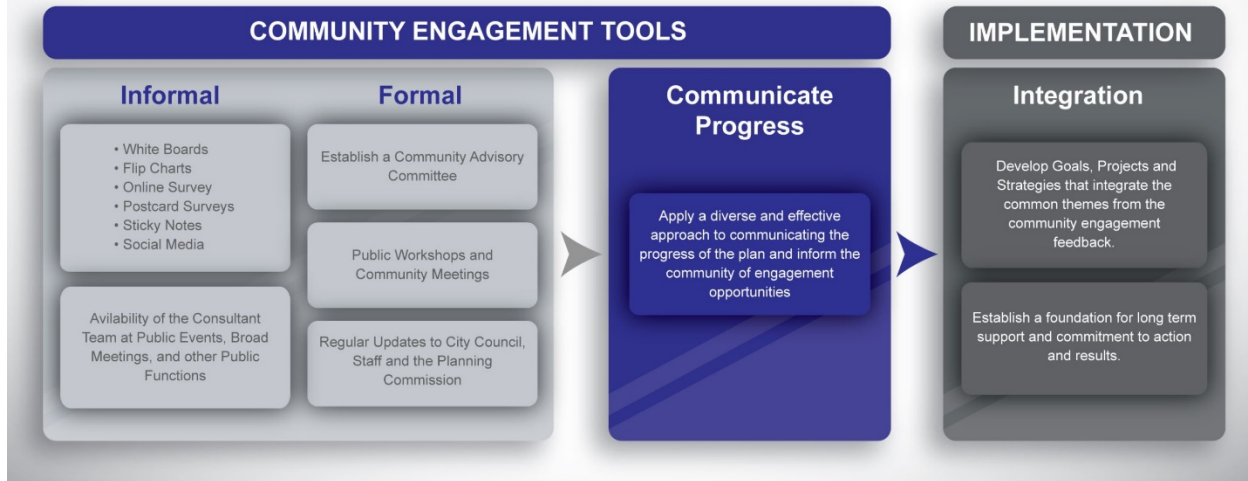 COMMUNITY ENGAGEMENT TOOLS
Informal
• White Boards
• Flip Charts
• Online Survey
• Postcard Surveys
• Sticky Notes
• Social Media
Avilability of the Consultant
Team at Public Events, Broad
Meetings, and other Public
Functions
Formal
Establish a Community Advisory
Committee
Public Workshops and
Community Meetings
Regular Updates to City Council,
Staff and the Planning
Commission
Communicate
Progress
Apply a diverse and effective
approach to communicating the
progress of the plan and inform the
community of engagement
opportunities
IMPLEMENTATION
Integration
Develop Goals, Projects and
Strategies that integrate the
common themes from the
community engagement
feedback.
Establish a foundation for long term
support and commitment to action
and results.